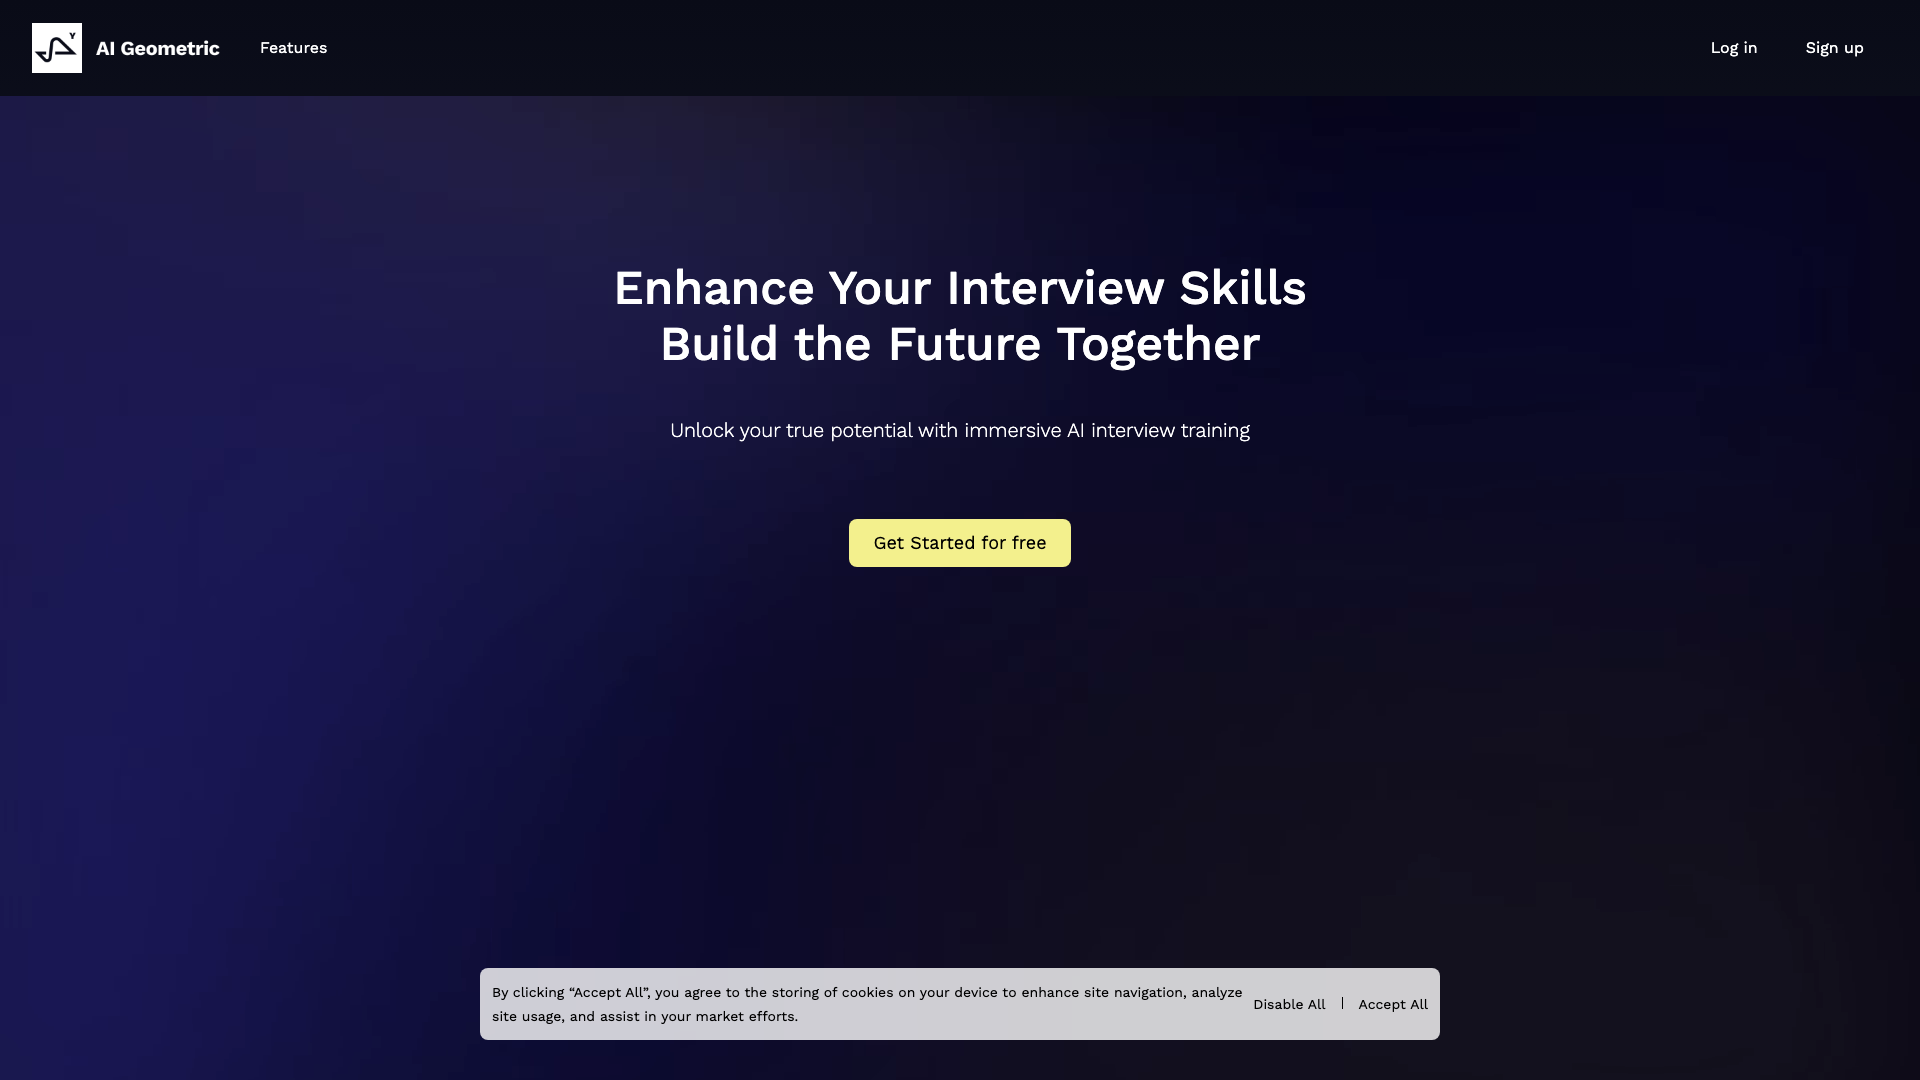 Y
AI Geometric
Features
Log in
Sign up
Enhance Your Interview Skills
Build the Future Together
Unlock your true potential with immersive AI interview training
Get Started for free
By clicking “Accept All”, you agree to the storing of cookies on your device to enhance site navigation, analyze
site usage, and assist in your market efforts.
Disable All
Accept All